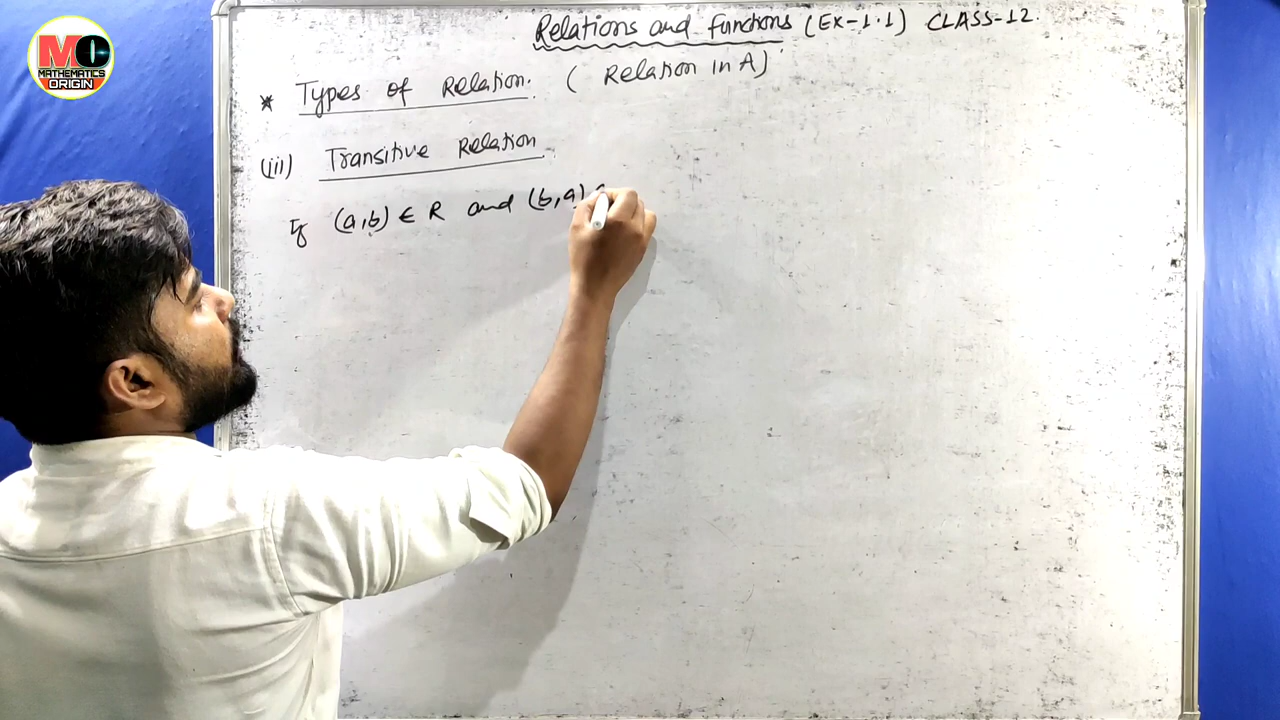 MO
MATHEMATICS
ORIGIN
Relations and Functions (Ex-1.1) CLASS-12.
* Types of Relation. (Relation in A)
(iii) Transitive Relation
If (a,b) ∈ R and (b,a)